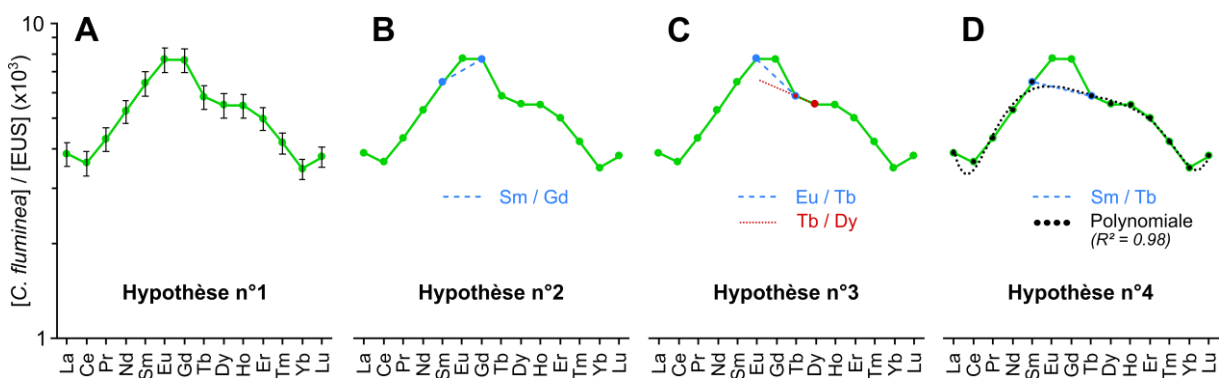 [C. fluminea] / [EUS] (x10³)
10
1
A
B
C
D
Sm / Gd
Eu / Tb
Tb / Dy
Sm / Tb
Polynomiale
(R² = 0.98)
Hypothèse n°1
Hypothèse n°2
Hypothèse n°3
Hypothèse n°4
La Ce Pr Nd Sm Eu Gd Tb Dy Ho Er Tm Yb Lu
La Ce Pr Nd Sm Eu Gd Tb Dy Ho Er Tm Yb Lu
La Ce Pr Nd Sm Eu Gd Tb Dy Ho Er Tm Yb Lu
La Ce Pr Nd Sm Eu Gd Tb Dy Ho Er Tm Yb Lu